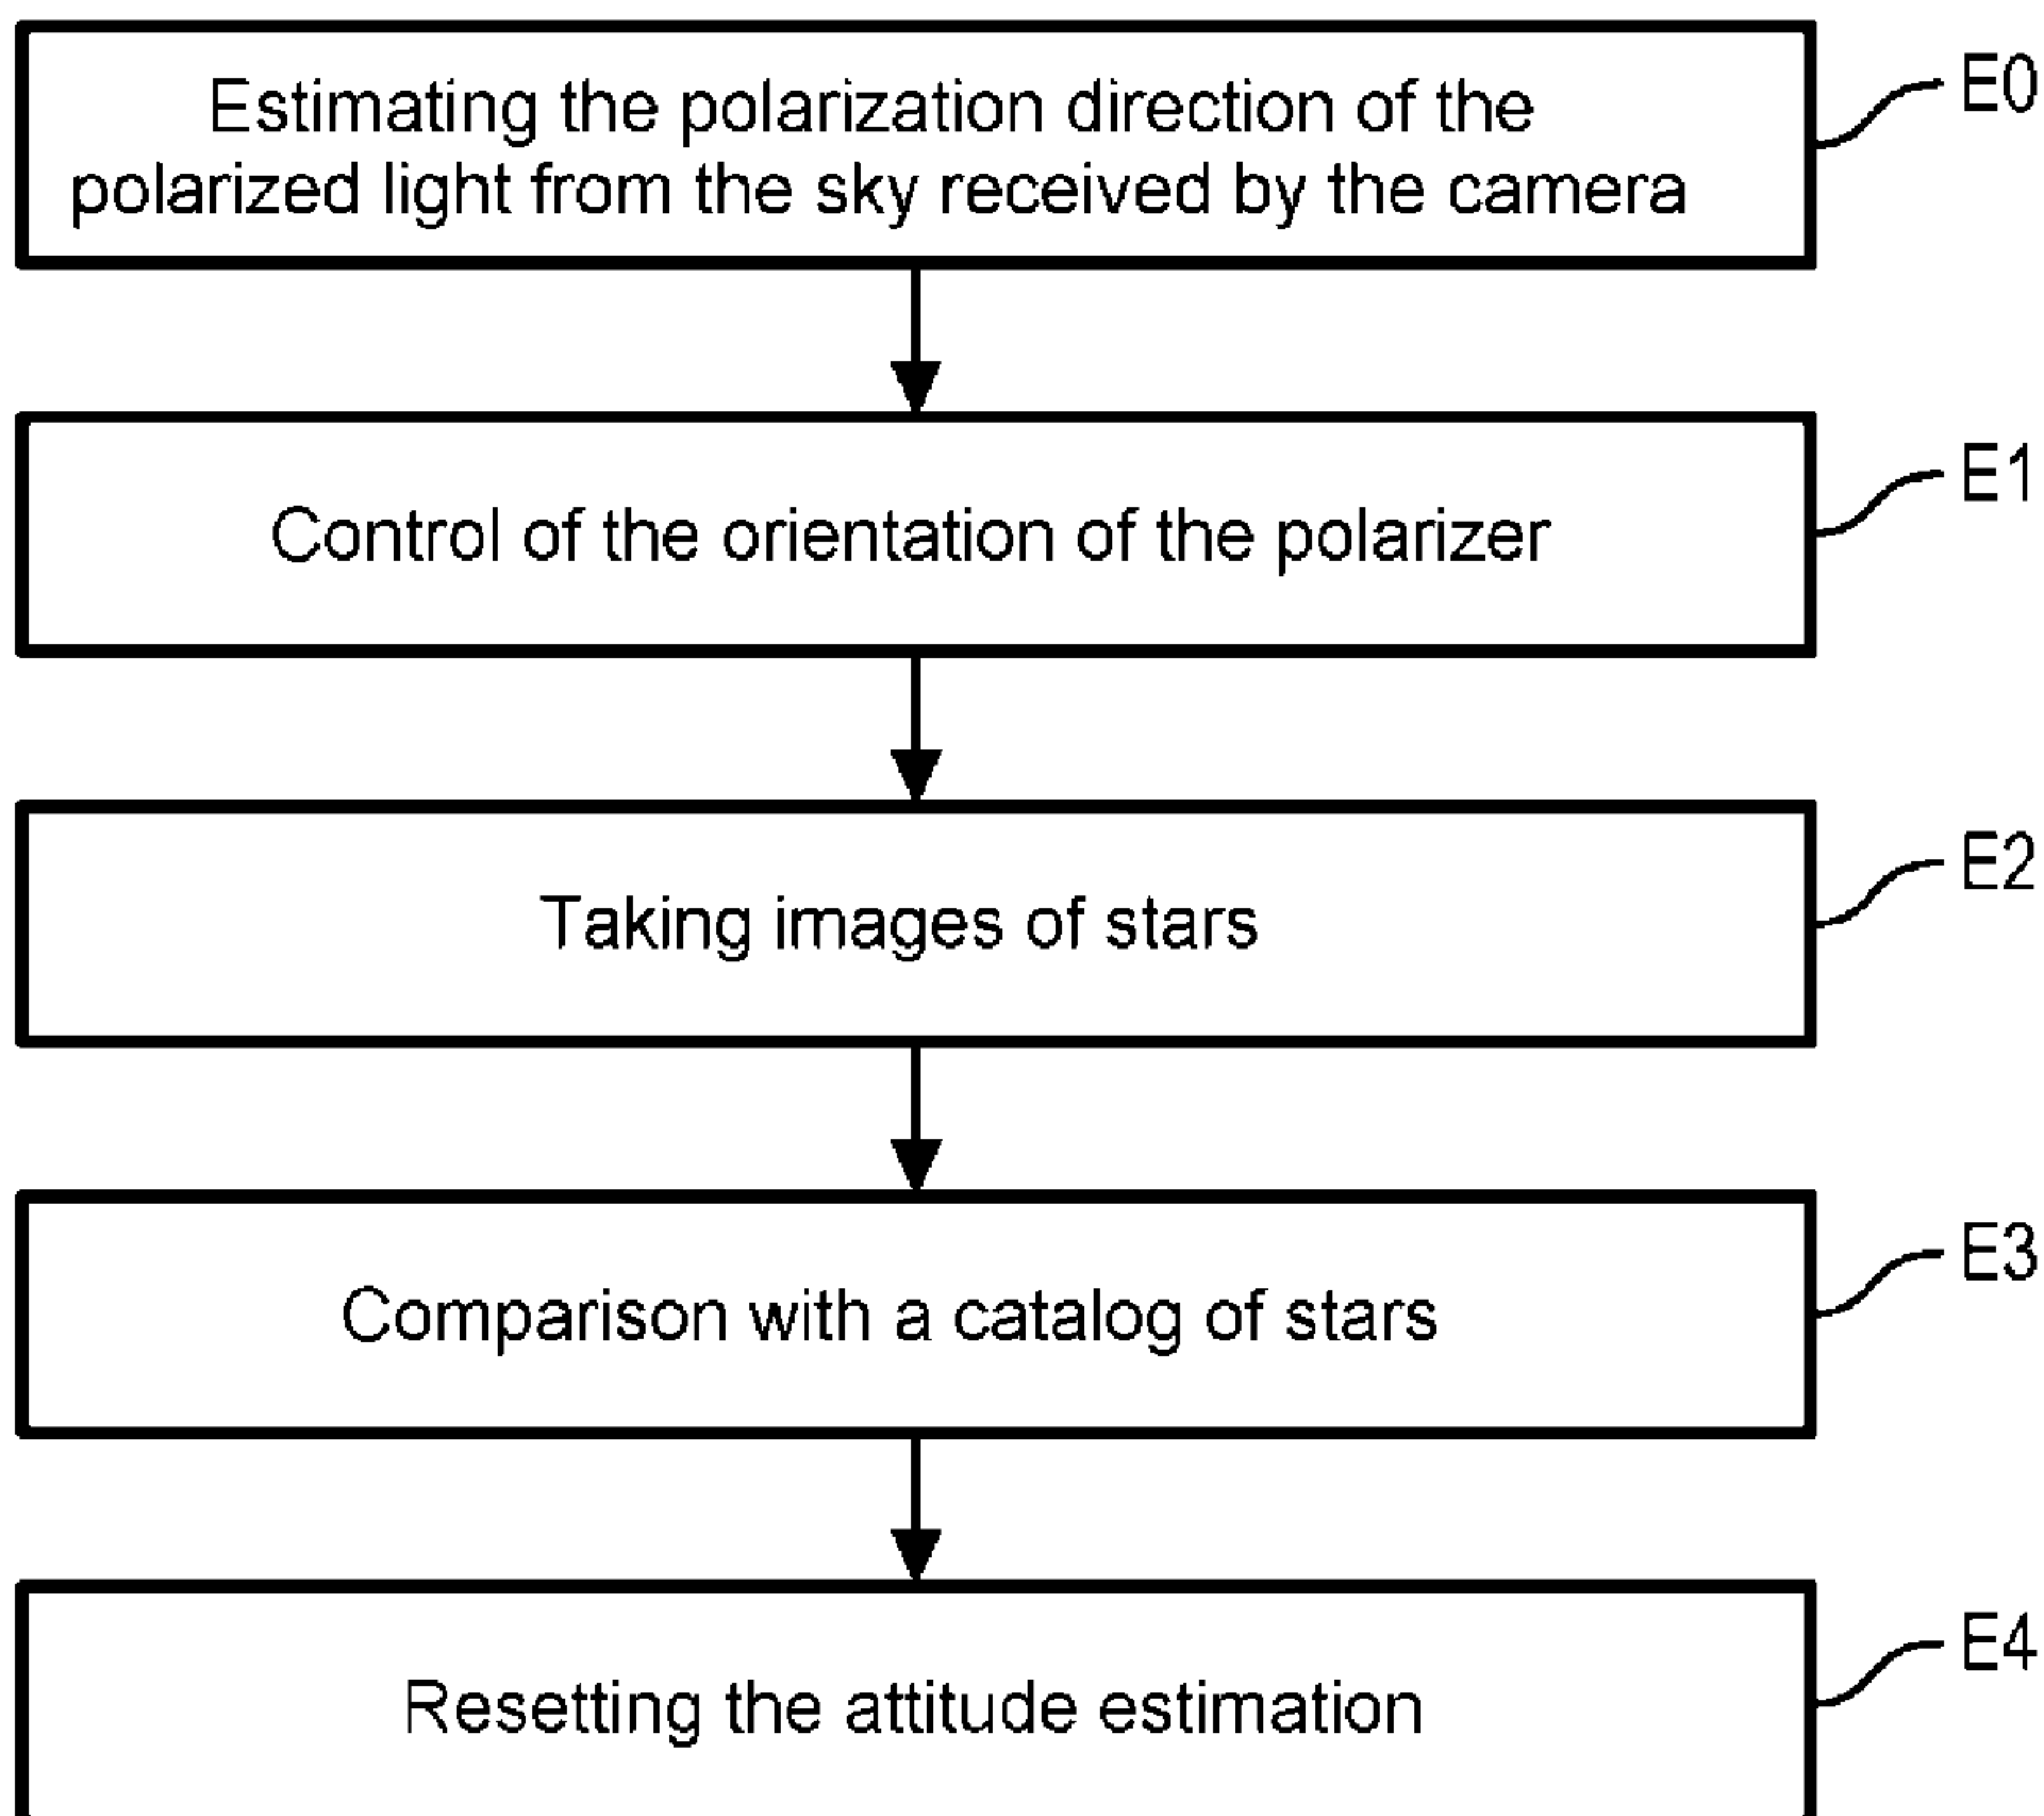 Estimating the polarization direction of the
polarized light from the sky received by the camera
E0
Control of the orientation of the polarizer
E1
Taking images of stars
E2
Comparison with a catalog of stars
E3
Resetting the attitude estimation
E4